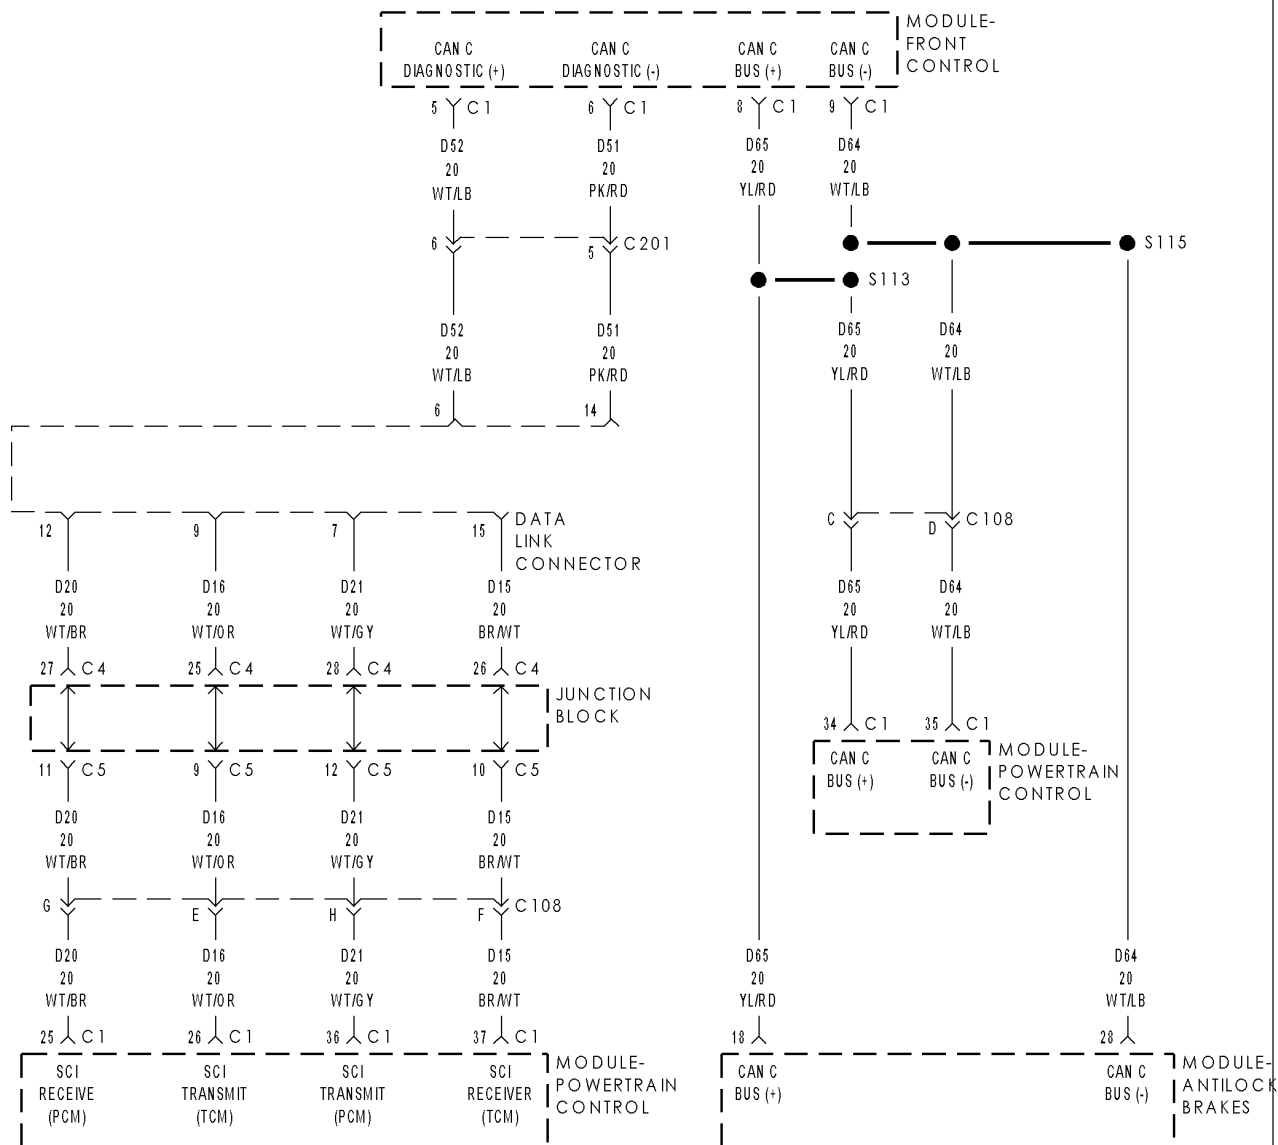 MODULE-
FRONT
CONTROL
CAN C
DIAGNOSTIC (+)
CAN C
DIAGNOSTIC (-)
CAN C
BUS (+)
CAN C
BUS (-)
5 C1
6 C1
8 C1
9 C1
D52
20
WT/LB
D51
20
PK/RD
D65
20
YL/RD
D64
20
WT/LB
6
5
C201
S115
S113
D52
20
WT/LB
D51
20
PK/RD
D65
20
YL/RD
D64
20
WT/LB
6
14
12
9
7
15
DATA
LINK
CONNECTOR
C
D
C108
D20
20
WT/BR
D16
20
WT/OR
D21
20
WT/GY
D15
20
BR/WT
D65
20
YL/RD
D64
20
WT/LB
27 C4
25 C4
28 C4
26 C4
JUNCTION
BLOCK
34 C1
35 C1
CAN C
BUS (+)
CAN C
BUS (-)
MODULE-
POWERTRAIN
CONTROL
11 C5
9 C5
12 C5
10 C5
D20
20
WT/BR
D16
20
WT/OR
D21
20
WT/GY
D15
20
BR/WT
G
E
H
F
C108
D20
20
WT/BR
D16
20
WT/OR
D21
20
WT/GY
D15
20
BR/WT
D65
20
YL/RD
D64
20
WT/LB
25 C1
26 C1
36 C1
37 C1
18
28
SCI
RECEIVE
(PCM)
SCI
TRANSMIT
(TCM)
SCI
TRANSMIT
(PCM)
SCI
RECEIVER
(TCM)
MODULE-
POWERTRAIN
CONTROL
CAN C
BUS (+)
CAN C
BUS (-)
MODULE-
ANTILOCK
BRAKES